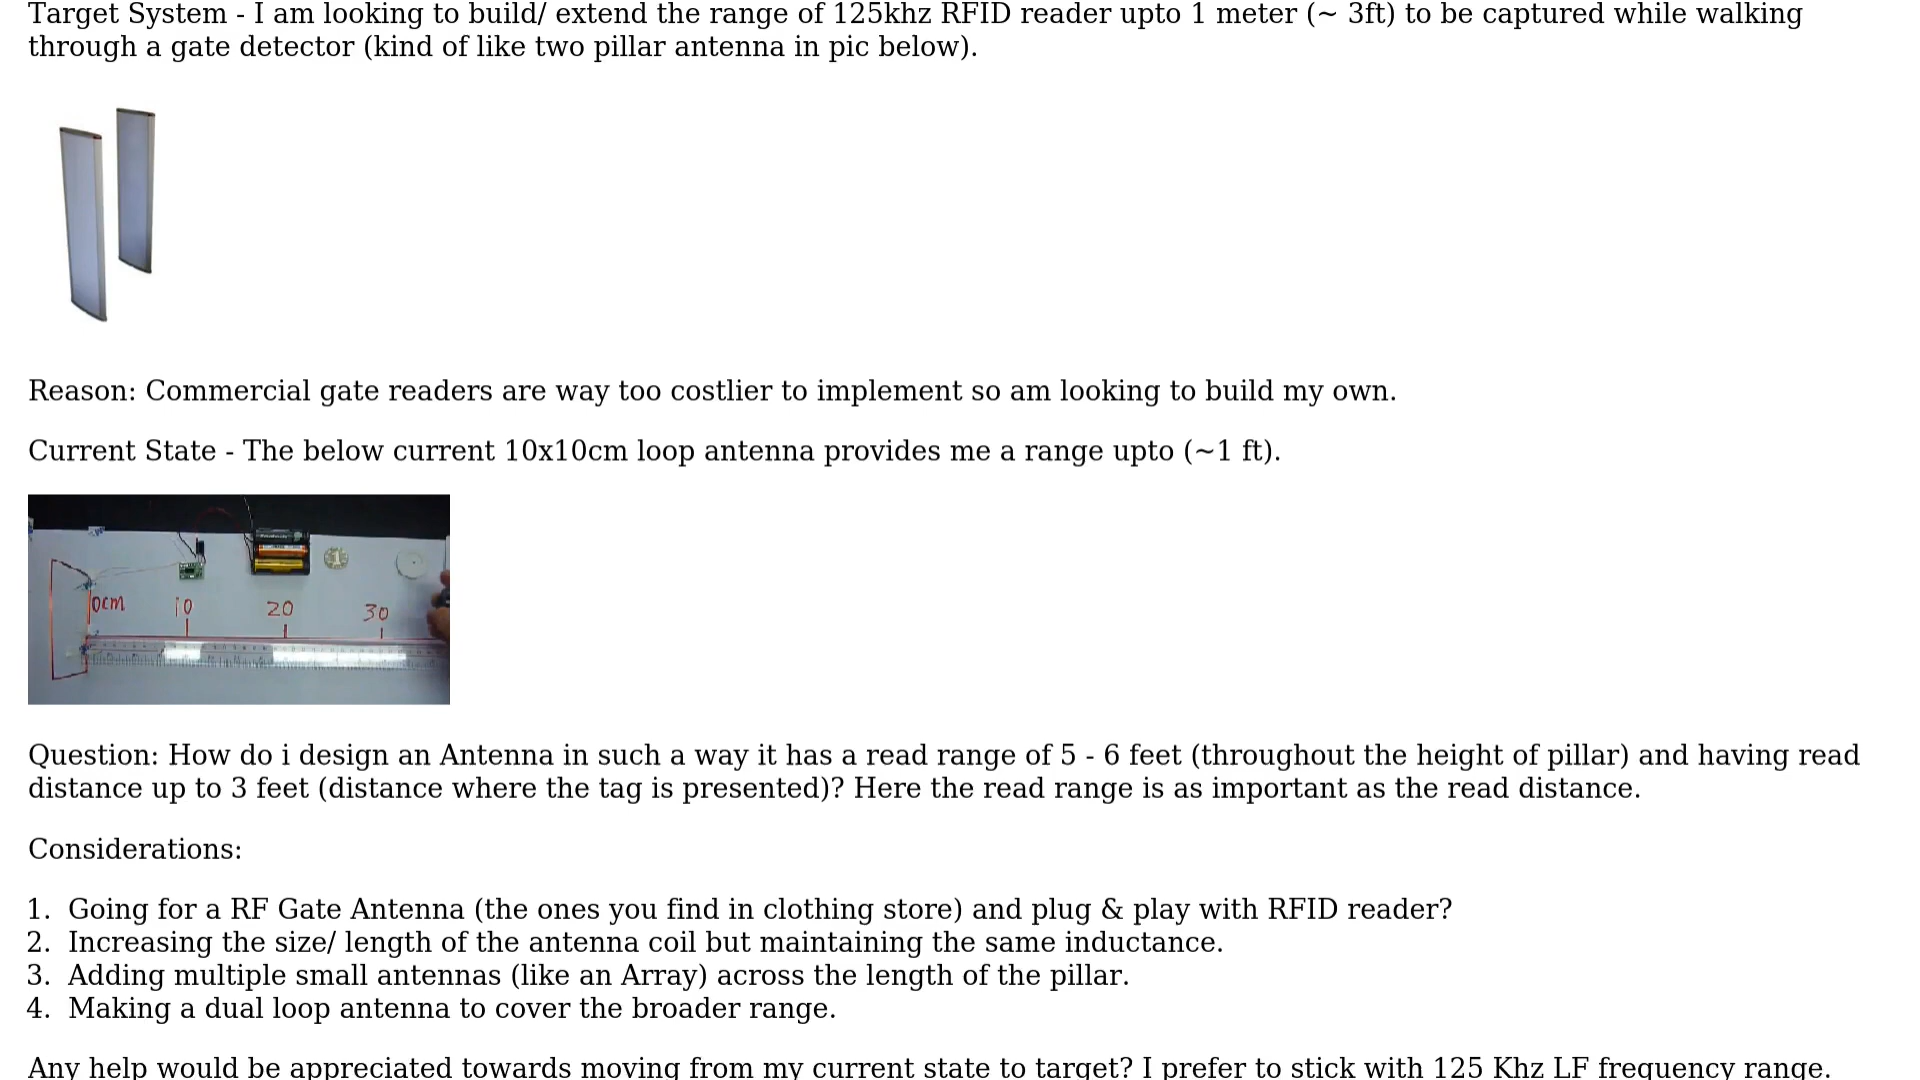 Target System - I am looking to build/ extend the range of 125khz RFID reader upto 1 meter (~ 3ft) to be captured while walking
through a gate detector (kind of like two pillar antenna in pic below).
Reason: Commercial gate readers are way too costlier to implement so am looking to build my own.
Current State - The below current 10x10cm loop antenna provides me a range upto (~1 ft).
0cm 10 20 30
Question: How do i design an Antenna in such a way it has a read range of 5 - 6 feet (throughout the height of pillar) and having read
distance up to 3 feet (distance where the tag is presented)? Here the read range is as important as the read distance.
Considerations:
1. Going for a RF Gate Antenna (the ones you find in clothing store) and plug & play with RFID reader?
2. Increasing the size/ length of the antenna coil but maintaining the same inductance.
3. Adding multiple small antennas (like an Array) across the length of the pillar.
4. Making a dual loop antenna to cover the broader range.
Any help would be appreciated towards moving from my current state to target? I prefer to stick with 125 Khz LF frequency range.